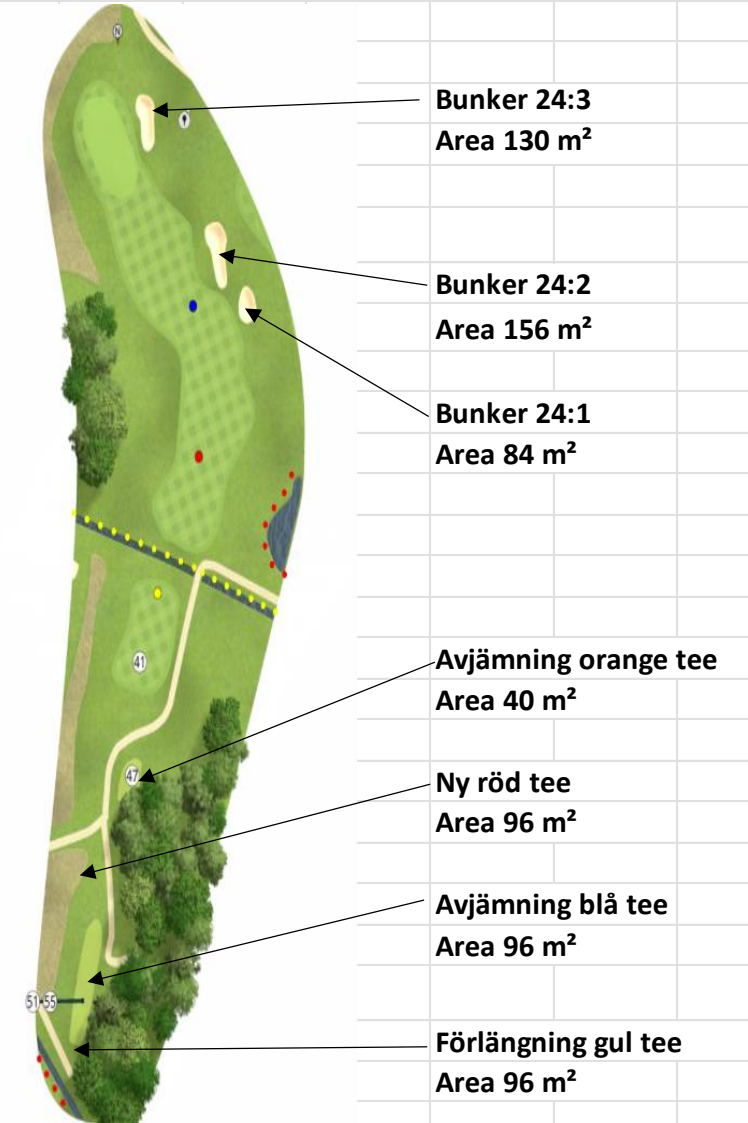 N
Bunker 24:3
Area 130 m²
Bunker 24:2
Area 156 m²
Bunker 24:1
Area 84 m²
41
Avjämning orange tee
Area 40 m²
47
Ny röd tee
Area 96 m²
Avjämning blå tee
Area 96 m²
51 55
Förlängning gul tee
Area 96 m²